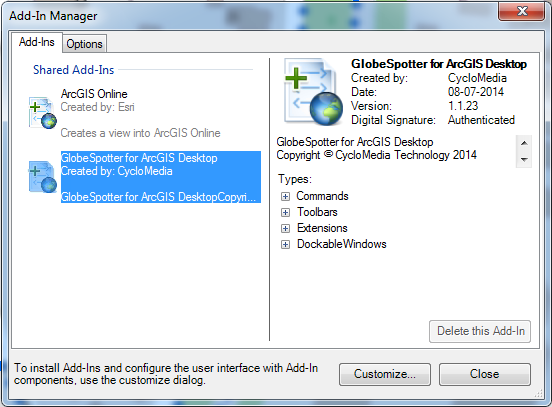 Add-In Manager
Add-Ins
Options
Shared Add-Ins
ArcGIS Online
Created by: Esri
Creates a view into ArcGIS Online
GlobeSpotter for ArcGIS Desktop
Created by: CycloMedia
GlobeSpotter for ArcGIS DesktopCopyri...
GlobeSpotter for ArcGIS Desktop
Created by: CycloMedia
Date: 08-07-2014
Version: 1.1.23
Digital Signature: Authenticated
GlobeSpotter for ArcGIS Desktop
Copyright © CycloMedia Technology 2014
Types:
Commands
Toolbars
Extensions
DockableWindows
Delete this Add-In
To install Add-Ins and configure the user interface with Add-In
components, use the customize dialog.
Customize...
Close